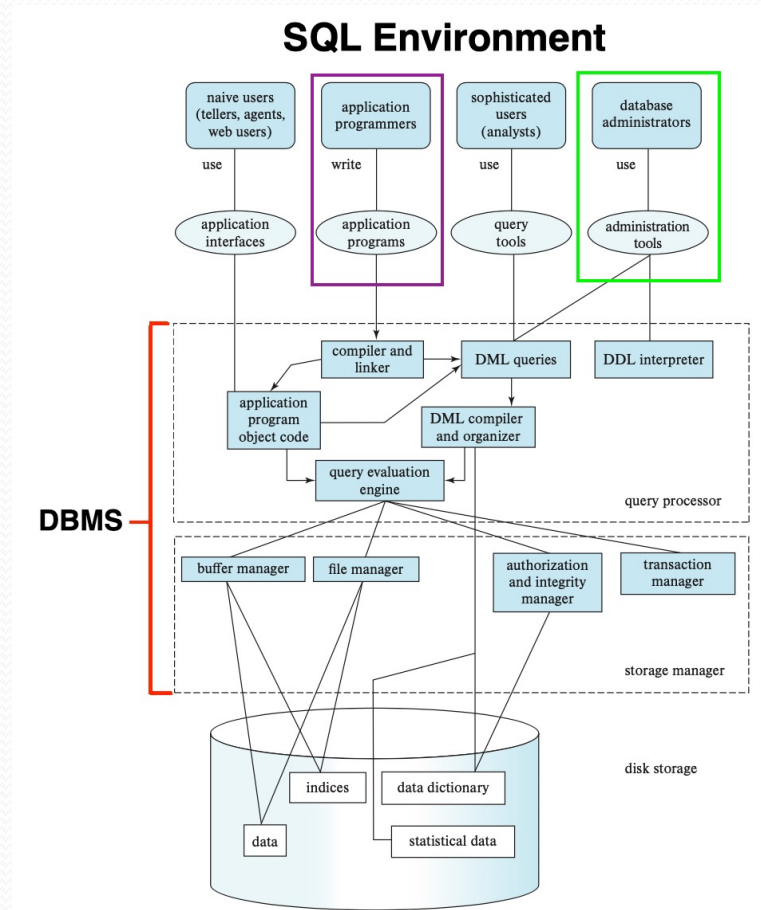 SQL Environment
naive users
(tellers, agents,
web users)
application
programmers
sophisticated
users
(analysts)
database
administrators
use
write
use
use
application
interfaces
application
programs
query
tools
administration
tools
compiler and
linker
DML queries
DDL interpreter
application
program
object code
DML compiler
and organizer
query evaluation
engine
query processor
DBMS
buffer manager
file manager
authorization
and integrity
manager
transaction
manager
storage manager
disk storage
indices
data dictionary
data
statistical data